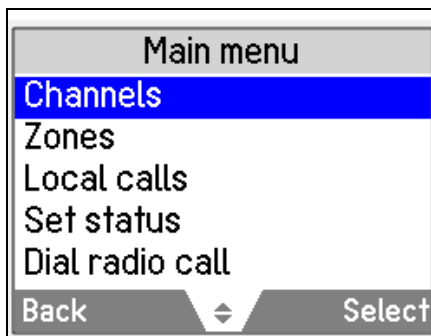 Main menu
Channels
Zones
Local calls
Set status
Dial radio call
Back Select